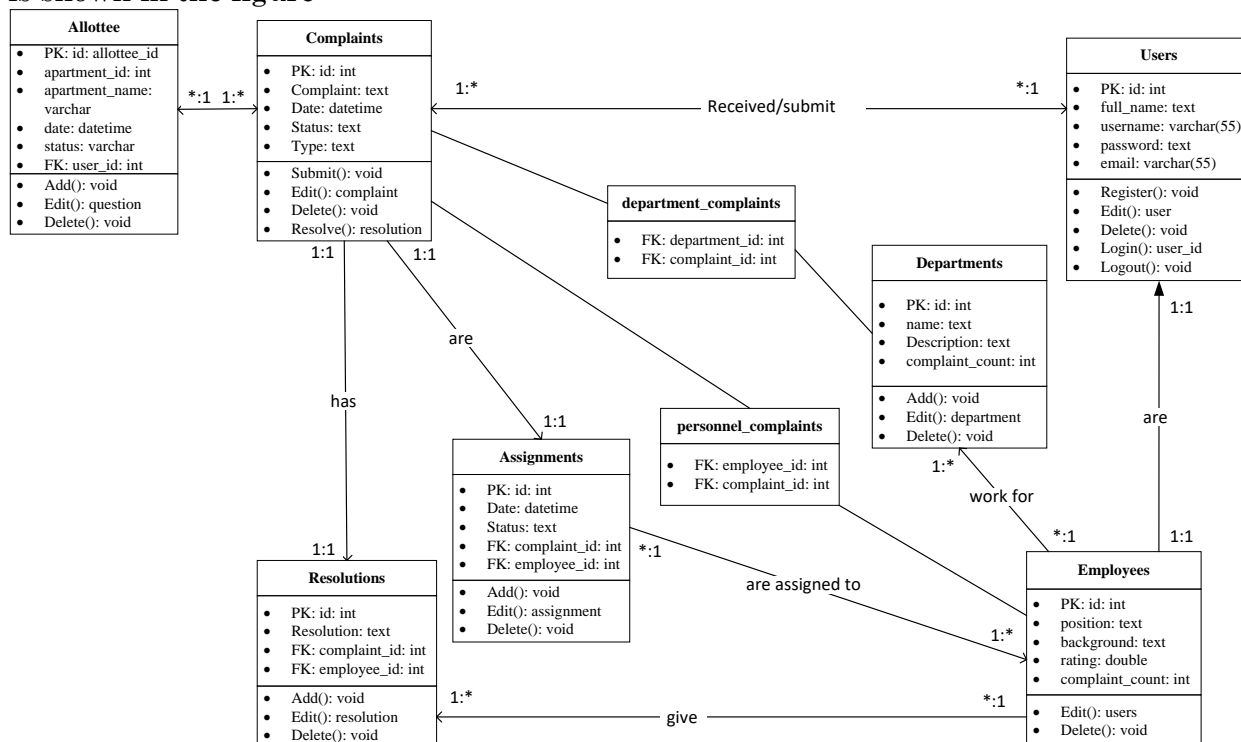 is shown in the figure
Allottee
• PK: id: allottee_id
• apartment_id: int
• apartment_name:
varchar
• date: datetime
• status: varchar
• FK: user_id: int
• Add(): void
• Edit(): question
• Delete(): void
*:1 1:*
Complaints
• PK: id: int
• Complaint: text
• Date: datetime
• Status: text
• Type: text
• Submit(): void
• Edit(): complaint
• Delete(): void
• Resolve(): resolution
1:*
Received/submit
*:1
Users
• PK: id: int
• full_name: text
• username: varchar(55)
• password: text
• email: varchar(55)
• Register(): void
• Edit(): user
• Delete(): void
• Login(): user_id
• Logout(): void
department_complaints
• FK: department_id: int
• FK: complaint_id: int
Departments
• PK: id: int
• name: text
• Description: text
• complaint_count: int
• Add(): void
• Edit(): department
• Delete(): void
1:1
1:1
1:1
are
has
are
1:1
1:1
personnel_complaints
• FK: employee_id: int
• FK: complaint_id: int
1:*
work for
*:1
1:1
Assignments
• PK: id: int
• Date: datetime
• Status: text
• FK: complaint_id: int
• FK: employee_id: int
• Add(): void
• Edit(): assignment
• Delete(): void
*:1
are assigned to
1:*
Resolutions
• PK: id: int
• Resolution: text
• FK: complaint_id: int
• FK: employee_id: int
• Add(): void
• Edit(): resolution
• Delete(): void
1:*
give
*:1
Employees
• PK: id: int
• position: text
• background: text
• rating: double
• complaint_count: int
• Edit(): users
• Delete(): void